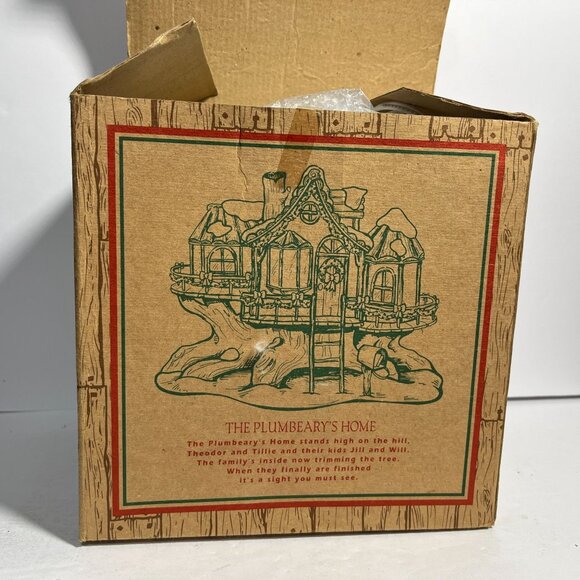 THE PLUMBEARY'S HOME
The Plumbeary's Home stands high on the hill,
Theodor and Tillie and their kids Jill and Will.
The family's inside now trimming the tree.
When they finally are finished
it's a sight you must see.